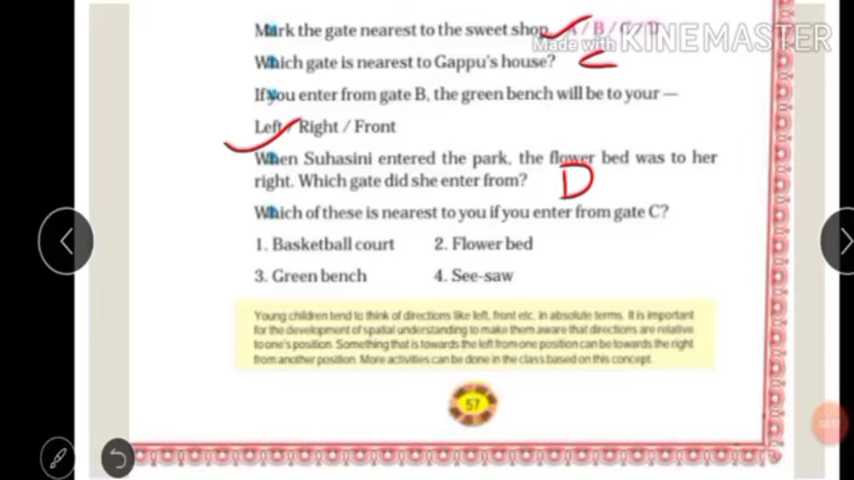 Mark the gate nearest to the sweet shop A / B / C / D
Made with KINEMASTER
Which gate is nearest to Gappu's house? C
If you enter from gate B, the green bench will be to your —
Left / Right / Front
When Suhasini entered the park, the flower bed was to her
right. Which gate did she enter from? D
Which of these is nearest to you if you enter from gate C?
1. Basketball court 2. Flower bed
3. Green bench 4. See-saw
Young children tend to think of directions like left, front etc. in absolute terms. It is important
for the development of spatial understanding to make them aware that directions are relative
to one's position. Something that is towards the left from one position can be towards the right
from another position. More activities can be done in the class based on this concept.
57